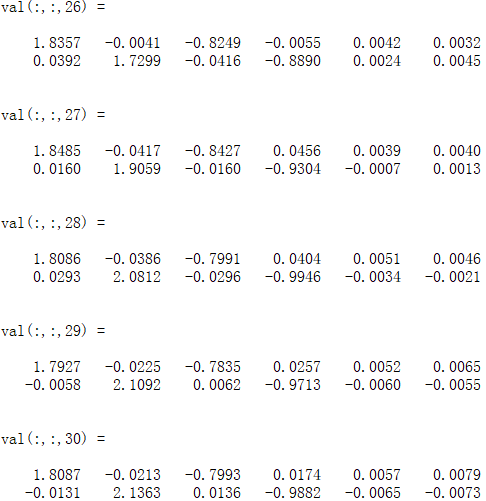 val(:,:,26) =
1.8357 -0.0041 -0.8249 -0.0055 0.0042 0.0032
0.0392 1.7299 -0.0416 -0.8890 0.0024 0.0045
val(:,:,27) =
1.8485 -0.0417 -0.8427 0.0456 0.0039 0.0040
0.0160 1.9059 -0.0160 -0.9304 -0.0007 0.0013
val(:,:,28) =
1.8086 -0.0386 -0.7991 0.0404 0.0051 0.0046
0.0293 2.0812 -0.0296 -0.9946 -0.0034 -0.0021
val(:,:,29) =
1.7927 -0.0225 -0.7835 0.0257 0.0052 0.0065
-0.0058 2.1092 0.0062 -0.9713 -0.0060 -0.0055
val(:,:,30) =
1.8087 -0.0213 -0.7993 0.0174 0.0057 0.0079
-0.0131 2.1363 0.0136 -0.9882 -0.0065 -0.0073